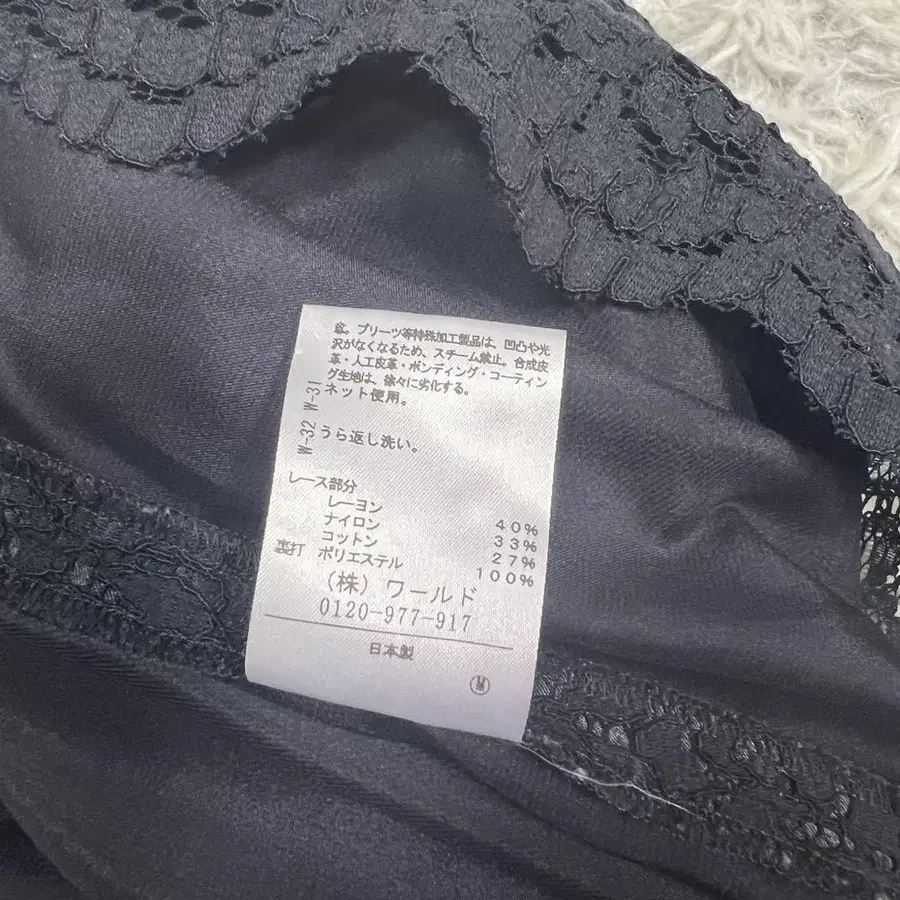 プリーツ等特殊加工製品は、凹凸や光
沢がなくなるため、スチーム禁止。合成皮
革・人工皮革・ボンディング・コーティン
グ生地は、徐々に劣化する。
ネット使用。
W-32 W-31
うら返し洗い。
レース部分
レーヨン 40%
ナイロン 33%
コットン 27%
裏打 ポリエステル 100%
(株) ワールド
0120-977-917
日本製
M